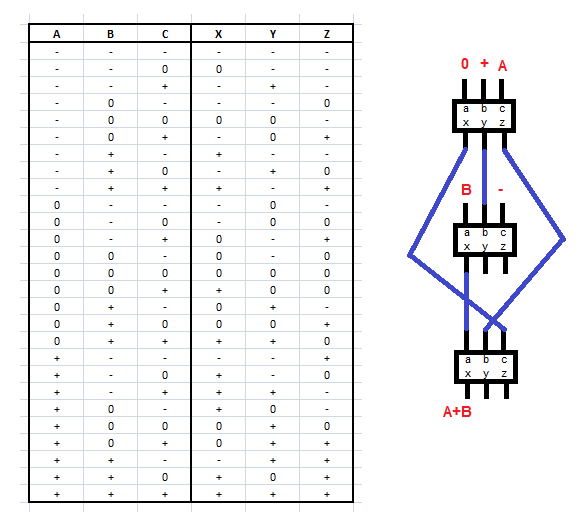 A B C X Y Z
- - - - - -
- - 0 0 - -
- - + - + -
- 0 - - - 0
- 0 0 0 0 -
- 0 + - 0 +
- + - + - -
- + 0 - + 0
- + + + - +
0 - - - 0 -
0 - 0 - 0 0
0 - + 0 - +
0 0 - 0 - 0
0 0 0 0 0 0
0 0 + + 0 0
0 + - 0 + -
0 + 0 0 0 +
0 + + + + 0
+ - - - - +
+ - 0 + - 0
+ - + + + -
+ 0 - + 0 -
+ 0 0 0 + 0
+ 0 + 0 + +
+ + - - + +
+ + 0 + 0 +
+ + + + + +
0 + A
a b c
x y z
B -
a b c
x y z
a b c
x y z
A+B